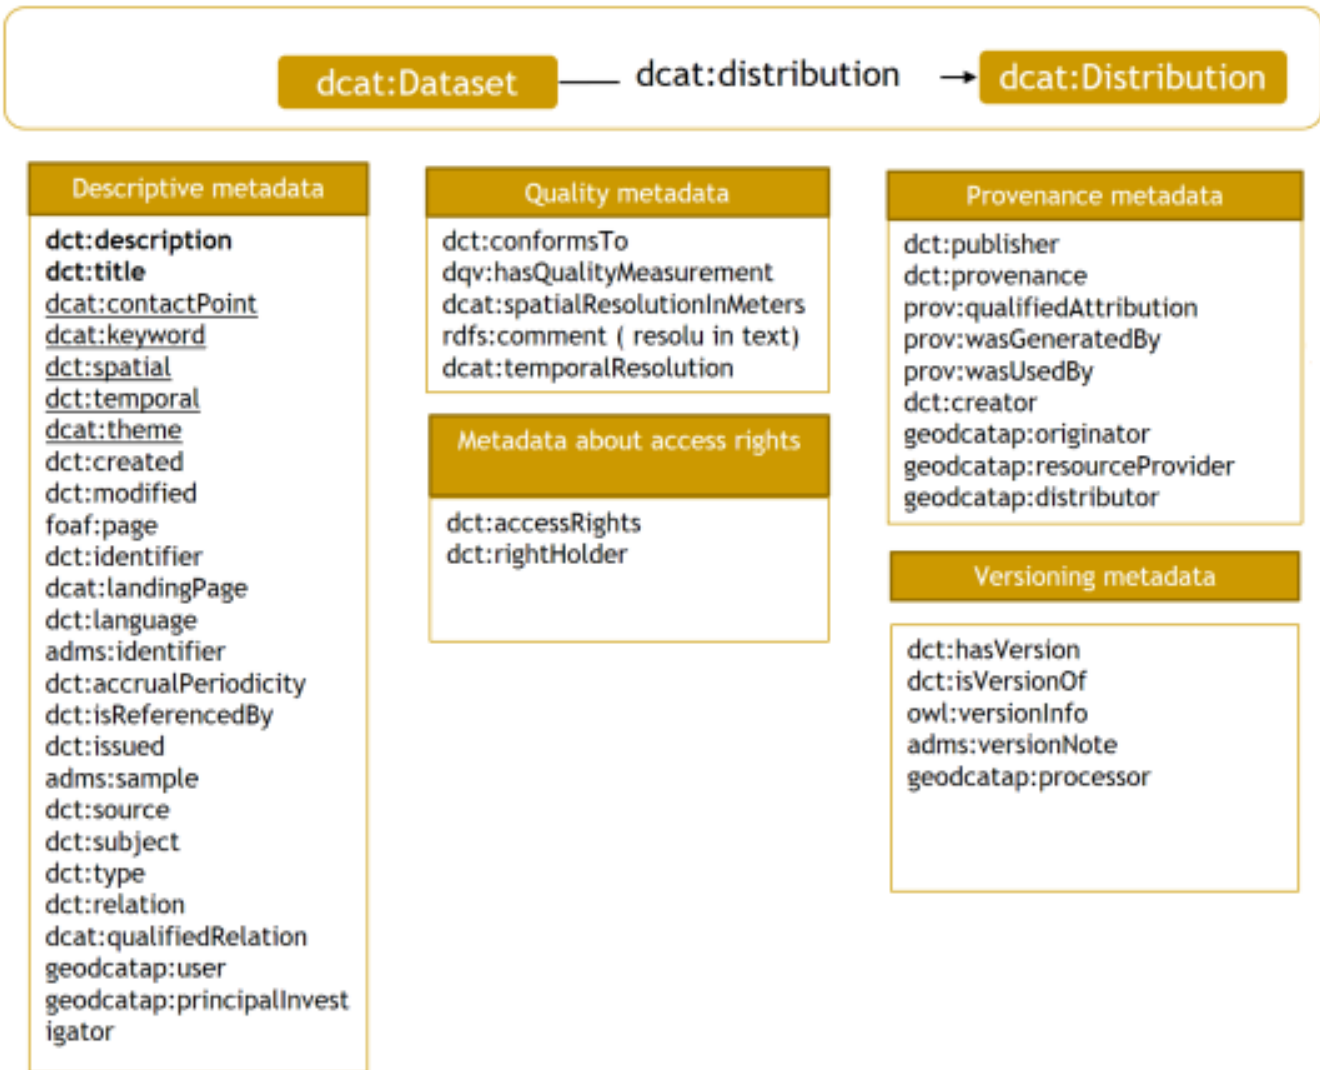 dcat:Dataset
dcat:distribution
dcat:Distribution
Descriptive metadata
dct:description
dct:title
dcat:contactPoint
dcat:keyword
dct:spatial
dct:temporal
dcat:theme
dct:created
dct:modified
foaf:page
dct:identifier
dcat:landingPage
dct:language
adms:identifier
dct:accrualPeriodicity
dct:isReferencedBy
dct:issued
adms:sample
dct:source
dct:subject
dct:type
dct:relation
dcat:qualifiedRelation
geodcatap:user
geodcatap:principalInvest
igator
Quality metadata
dct:conformsTo
dqv:hasQualityMeasurement
dcat:spatialResolutionInMeters
rdfs:comment ( resolu in text)
dcat:temporalResolution
Metadata about access rights
dct:accessRights
dct:rightHolder
Provenance metadata
dct:publisher
dct:provenance
prov:qualifiedAttribution
prov:wasGeneratedBy
prov:wasUsedBy
dct:creator
geodcatap:originator
geodcatap:resourceProvider
geodcatap:distributor
Versioning metadata
dct:hasVersion
dct:isVersionOf
owl:versionInfo
adms:versionNote
geodcatap:processor